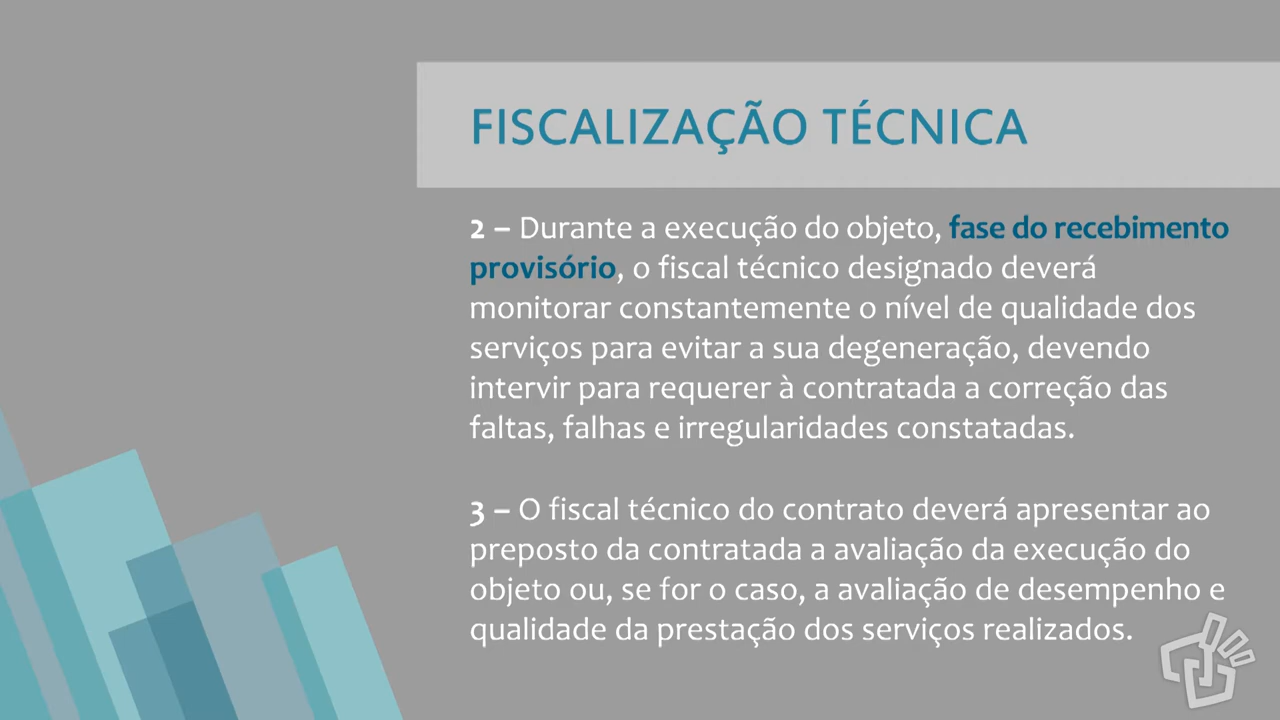 FISCALIZAÇÃO TÉCNICA
2 – Durante a execução do objeto, fase do recebimento
provisório, o fiscal técnico designado deverá
monitorar constantemente o nível de qualidade dos
serviços para evitar a sua degeneração, devendo
intervir para requerer à contratada a correção das
faltas, falhas e irregularidades constatadas.
3 – O fiscal técnico do contrato deverá apresentar ao
preposto da contratada a avaliação da execução do
objeto ou, se for o caso, a avaliação de desempenho e
qualidade da prestação dos serviços realizados.